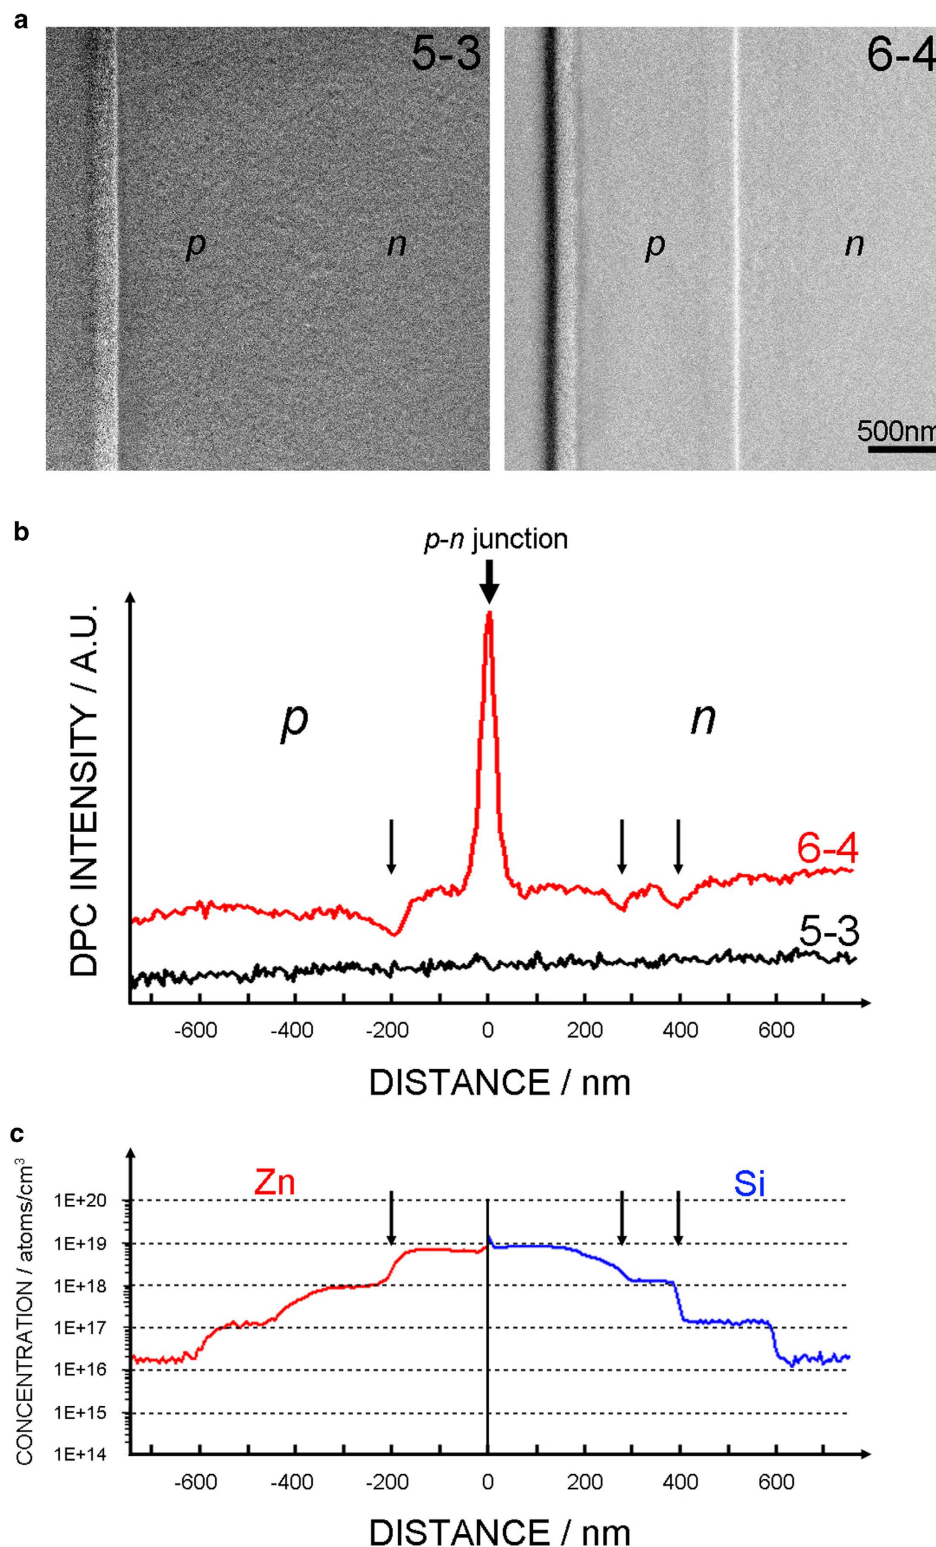 a
5-3
6-4
p
n
p
n
500nm
b
p-n junction
DPC INTENSITY / A.U.
p
n
6-4
5-3
-600
-400
-200
0
200
400
600
DISTANCE / nm
c
CONCENTRATION / atoms/cm³
Zn
Si
1E+20
1E+19
1E+18
1E+17
1E+16
1E+15
1E+14
-600
-400
-200
0
200
400
600
DISTANCE / nm